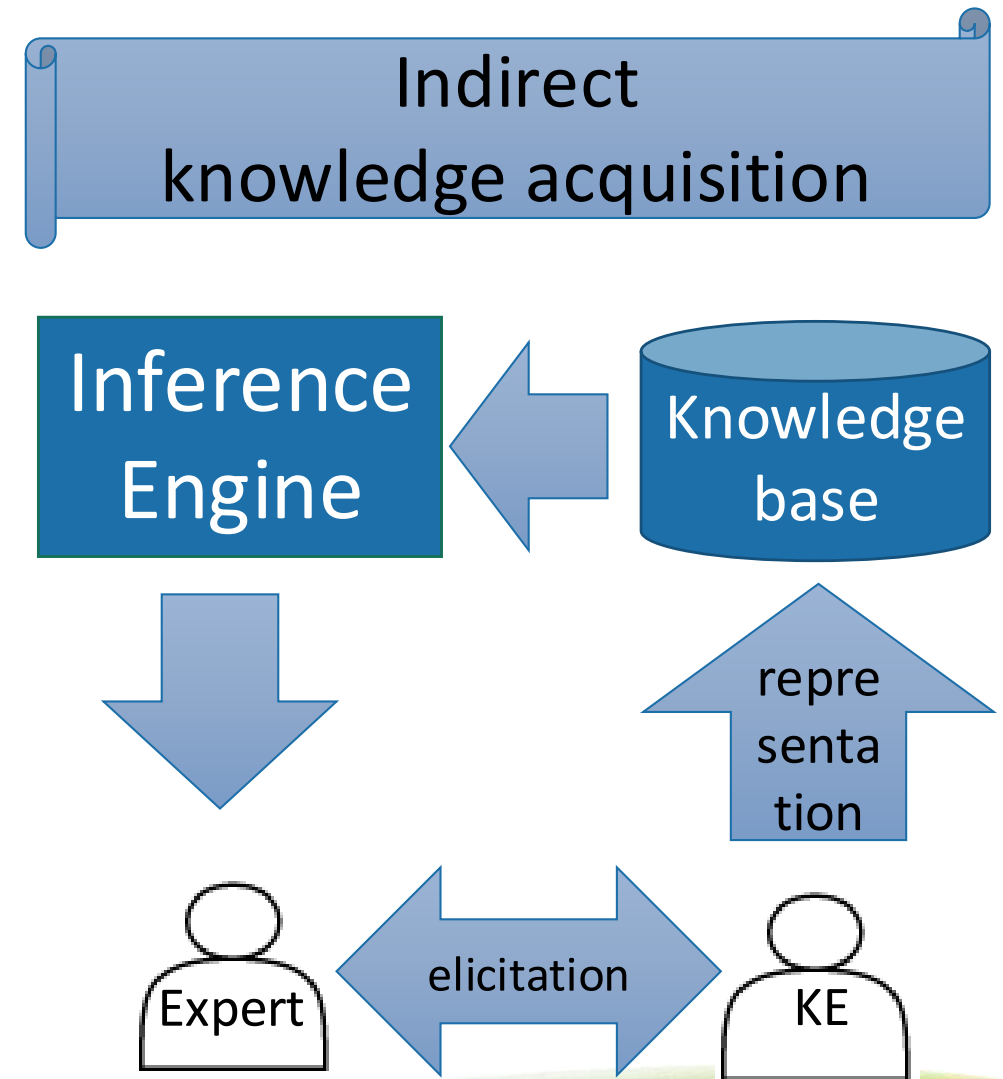 Indirect
knowledge acquisition
Inference
Engine
Knowledge
base
repre
senta
tion
Expert
elicitation
KE